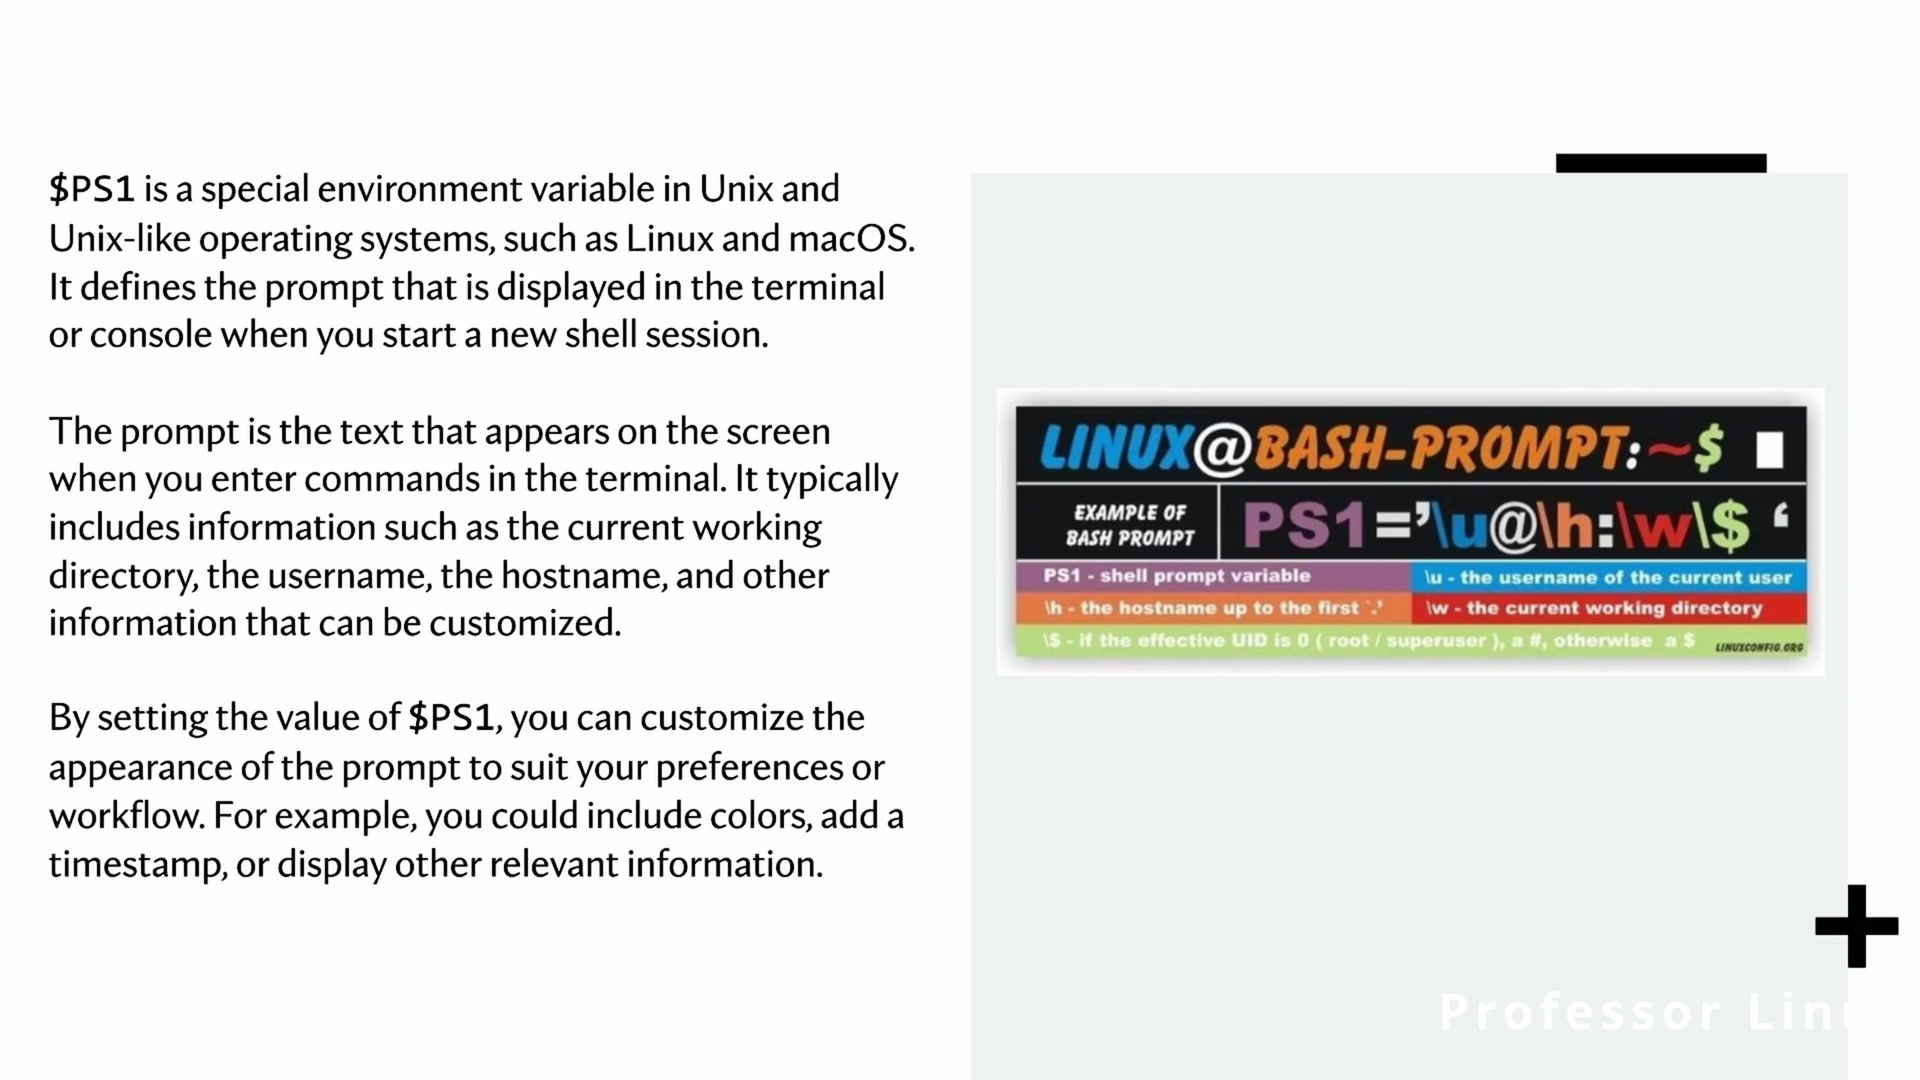 $PS1 is a special environment variable in Unix and
Unix-like operating systems, such as Linux and macOS.
It defines the prompt that is displayed in the terminal
or console when you start a new shell session.
The prompt is the text that appears on the screen
when you enter commands in the terminal. It typically
includes information such as the current working
directory, the username, the hostname, and other
information that can be customized.
By setting the value of $PS1, you can customize the
appearance of the prompt to suit your preferences or
workflow. For example, you could include colors, add a
timestamp, or display other relevant information.
LINUX@BASH-PROMPT:~$
EXAMPLE OF
BASH PROMPT
PS1=’\u@\h:\w\$ ‘
PS1 - shell prompt variable
\u - the username of the current user
\h - the hostname up to the first `.’
\w - the current working directory
\$ - if the effective UID is 0 ( root / superuser ), a #, otherwise a $
LINUXCONFIG.ORG
Professor